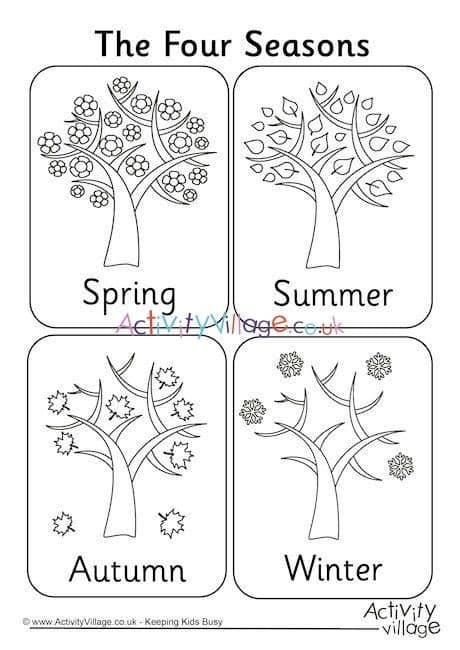 The Four Seasons
Spring
Summer
ActivityVillage.co.uk
Autumn
Winter
© www.ActivityVillage.co.uk - Keeping Kids Busy
Activity
village